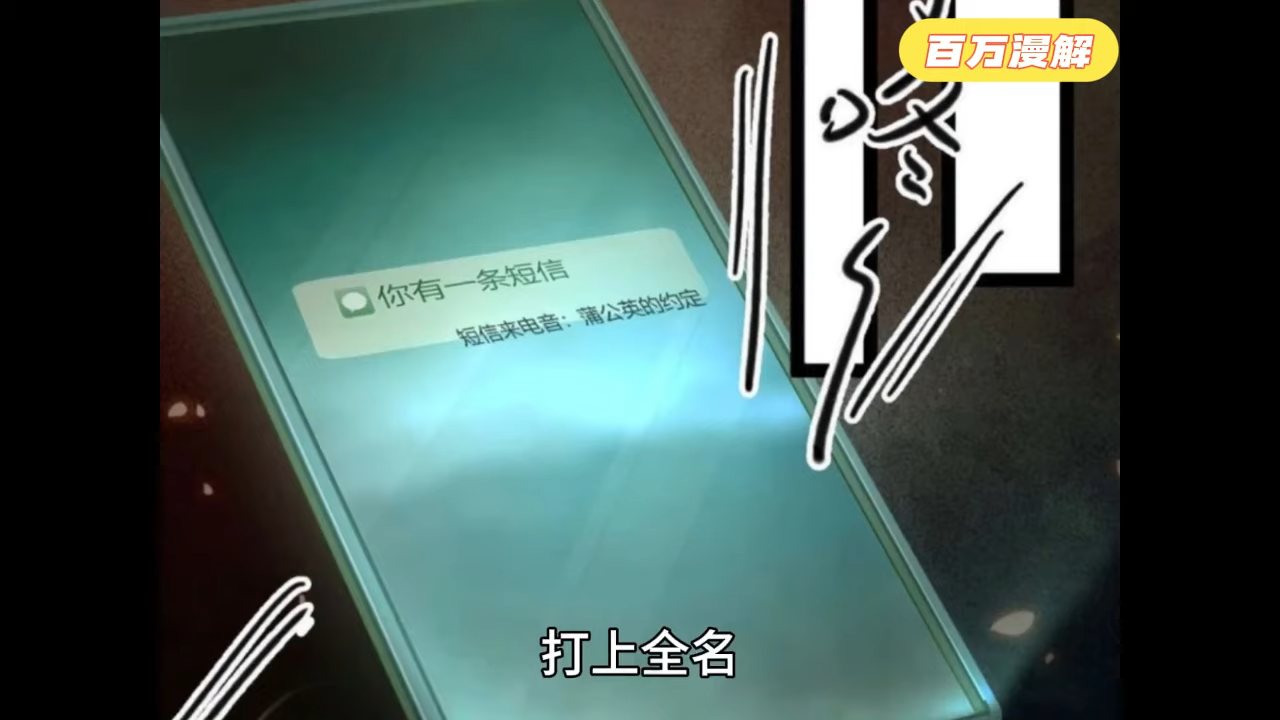 百万漫解
咚
你有一条短信
短信来电音：蒲公英的约定
打上全名